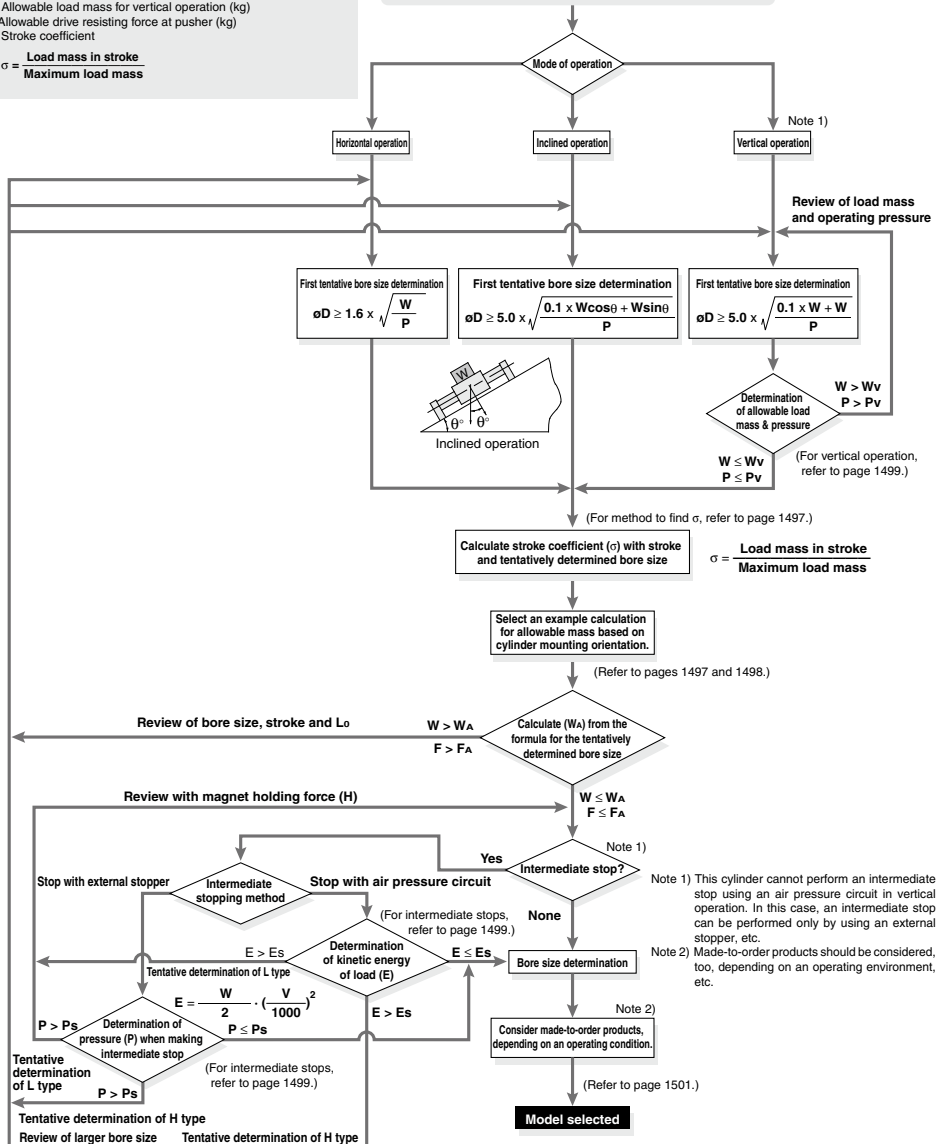 Allowable load mass for vertical operation (kg)
Allowable drive resisting force at pusher (kg)
Stroke coefficient
σ = Load mass in stroke / Maximum load mass
Mode of operation
Note 1)
Horizontal operation
Inclined operation
Vertical operation
Review of load mass
and operating pressure
First tentative bore size determination
øD ≥ 1.6 x √(W / P)
First tentative bore size determination
øD ≥ 5.0 x √((0.1 x Wcosθ + Wsinθ) / P)
First tentative bore size determination
øD ≥ 5.0 x √((0.1 x W + W) / P)
W
θ° θ°
Inclined operation
Determination
of allowable load
mass & pressure
W > Wv
P > Pv
W ≤ Wv
P ≤ Pv
(For vertical operation,
refer to page 1499.)
(For method to find σ, refer to page 1497.)
Calculate stroke coefficient (σ) with stroke
and tentatively determined bore size
σ = Load mass in stroke / Maximum load mass
Select an example calculation
for allowable mass based on
cylinder mounting orientation.
(Refer to pages 1497 and 1498.)
Review of bore size, stroke and L₀
W > WA
F > FA
Calculate (WA) from the
formula for the tentatively
determined bore size
Review with magnet holding force (H)
W ≤ WA
F ≤ FA
Yes
Intermediate stop?
Note 1)
None
Stop with external stopper
Intermediate
stopping method
Stop with air pressure circuit
(For intermediate stops,
refer to page 1499.)
E > Es
Tentative determination of L type
Determination
of kinetic energy
of load (E)
E ≤ Es
Bore size determination
E = W / 2 · (V / 1000)²
E > Es
P > Ps
Determination of
pressure (P) when making
intermediate stop
P ≤ Ps
(For intermediate stops,
refer to page 1499.)
Tentative
determination
of L type
P > Ps
Tentative determination of H type
Review of larger bore size
Tentative determination of H type
Note 2)
Consider made-to-order products,
depending on an operating condition.
(Refer to page 1501.)
Model selected
Note 1) This cylinder cannot perform an intermediate
stop using an air pressure circuit in vertical
operation. In this case, an intermediate stop
can be performed only by using an external
stopper, etc.
Note 2) Made-to-order products should be considered,
too, depending on an operating environment,
etc.